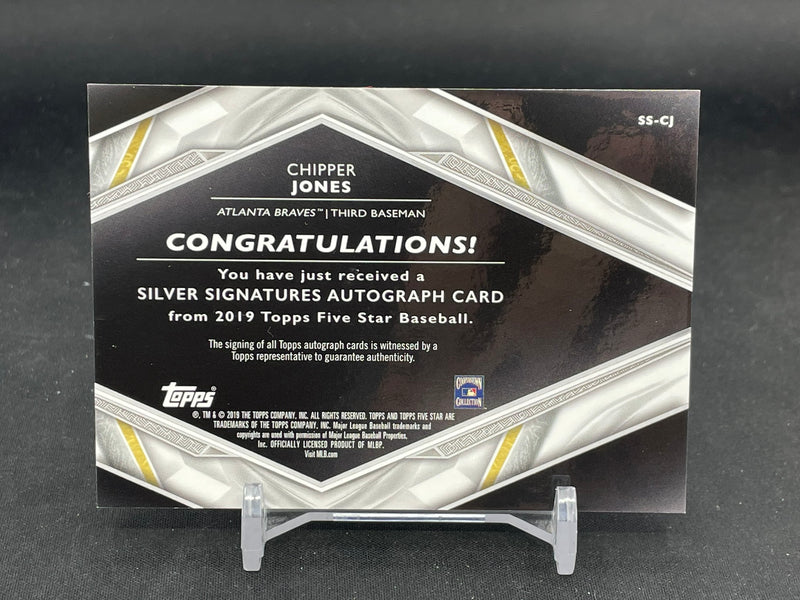 SS-CJ
CHIPPER
JONES
ATLANTA BRAVES™ | THIRD BASEMAN
CONGRATULATIONS!
You have just received a
SILVER SIGNATURES AUTOGRAPH CARD
from 2019 Topps Five Star Baseball.
The signing of all Topps autograph cards is witnessed by a
Topps representative to guarantee authenticity.
Topps
COOPERSTOWN
COLLECTION
®, TM & © 2019 THE TOPPS COMPANY, INC. ALL RIGHTS RESERVED. TOPPS AND TOPPS FIVE STAR ARE
TRADEMARKS OF THE TOPPS COMPANY, INC. Major League Baseball trademarks and
copyrights are used with permission of Major League Baseball Properties,
Inc. OFFICIALLY LICENSED PRODUCT OF MLBP.
Visit MLB.com